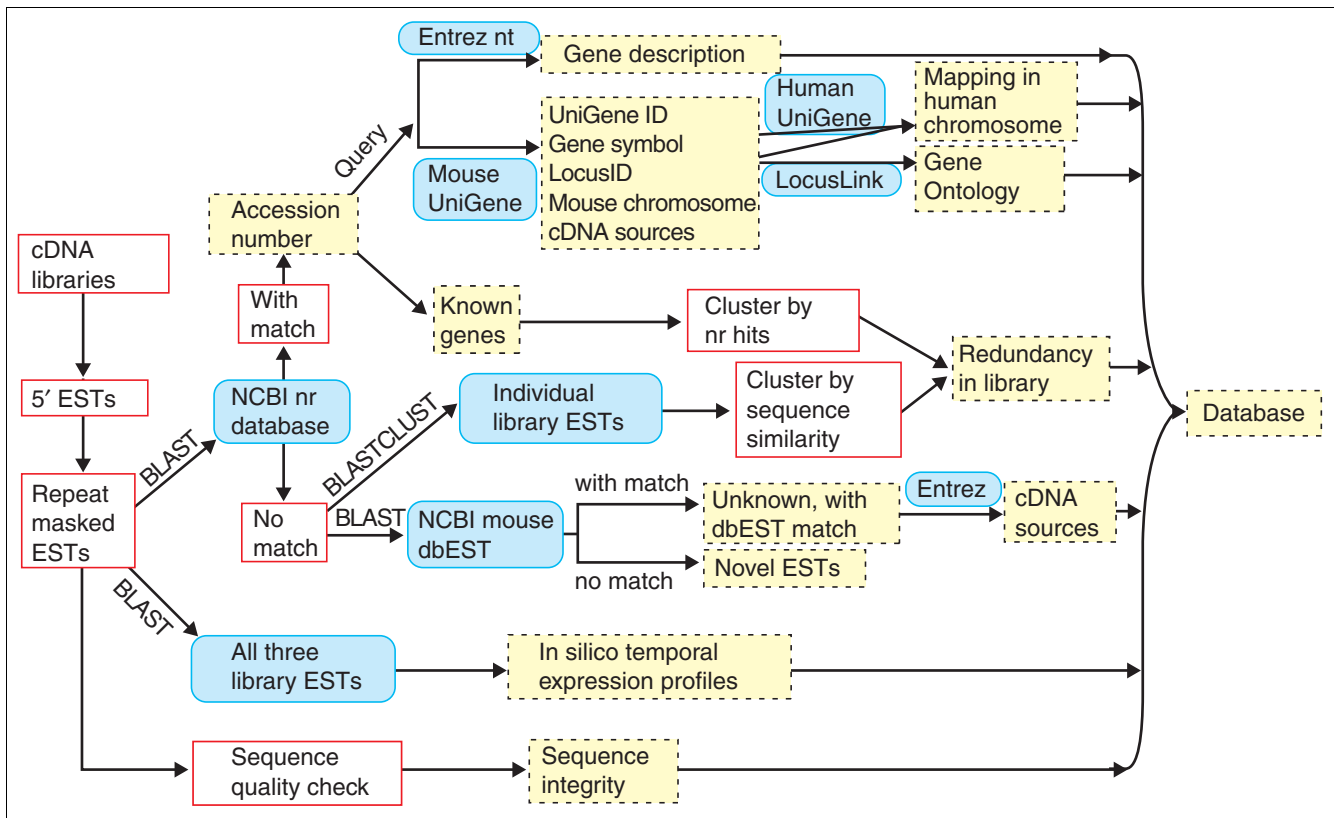 Entrez nt
Gene description
Human
UniGene
Mapping in
human
chromosome
UniGene ID
Gene symbol
LocusID
Mouse chromosome
cDNA sources
Query
Mouse
UniGene
LocusLink
Gene
Ontology
Accession
number
cDNA
libraries
With
match
Known
genes
Cluster by
nr hits
Redundancy
in library
5′ ESTs
NCBI nr
database
BLAST
BLASTCLUST
Individual
library ESTs
Cluster by
sequence
similarity
Database
Repeat
masked
ESTs
No
match
BLAST
NCBI mouse
dbEST
with match
no match
Unknown, with
dbEST match
Entrez
cDNA
sources
Novel ESTs
BLAST
All three
library ESTs
In silico temporal
expression profiles
Sequence
quality check
Sequence
integrity